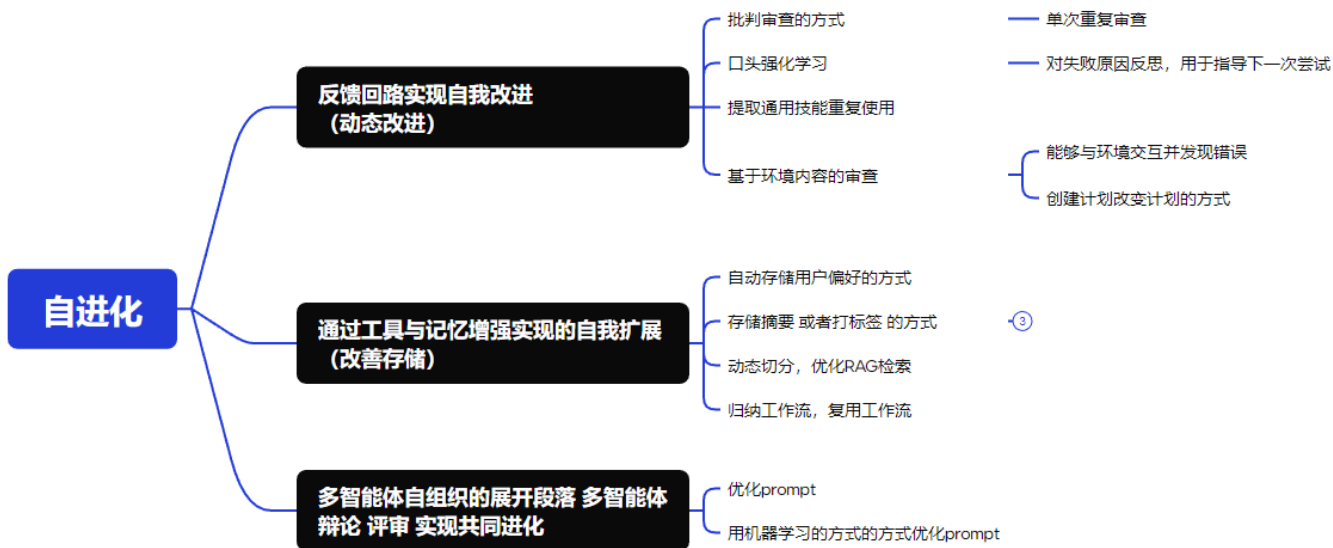 自进化
反馈回路实现自我改进
（动态改进）
批判审查的方式
单次重复审查
口头强化学习
对失败原因反思，用于指导下一次尝试
提取通用技能重复使用
基于环境内容的审查
能够与环境交互并发现错误
创建计划改变计划的方式
通过工具与记忆增强实现的自我扩展
（改善存储）
自动存储用户偏好的方式
存储摘要 或者打标签 的方式
3
动态切分，优化RAG检索
归纳工作流，复用工作流
多智能体自组织的展开段落 多智能体
辩论 评审 实现共同进化
优化prompt
用机器学习的方式的方式优化prompt